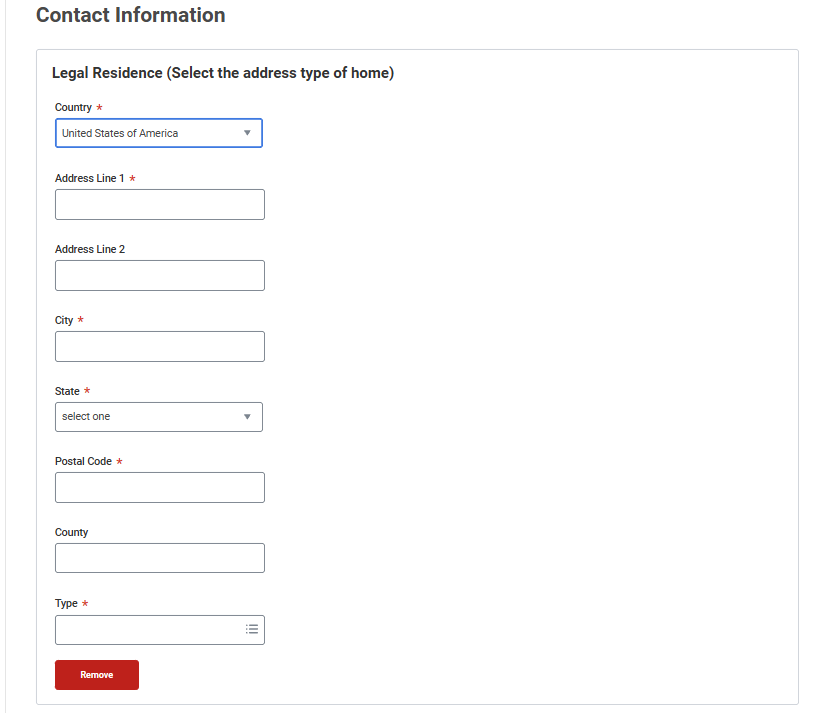 Contact Information
Legal Residence (Select the address type of home)
Country *
United States of America
Address Line 1 *
Address Line 2
City *
State *
select one
Postal Code *
County
Type *
Remove